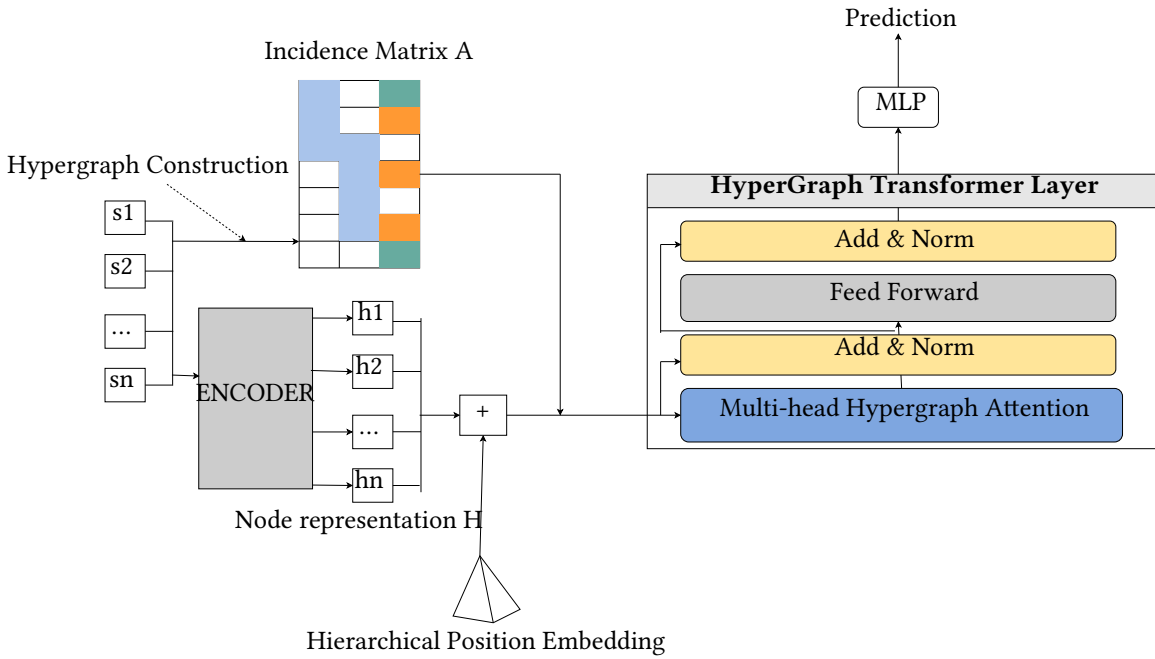 Prediction
Incidence Matrix A
MLP
Hypergraph Construction
HyperGraph Transformer Layer
s1
Add & Norm
s2
Feed Forward
h1
...
Add & Norm
h2
sn
ENCODER
Multi-head Hypergraph Attention
+
...
hn
Node representation H
Hierarchical Position Embedding